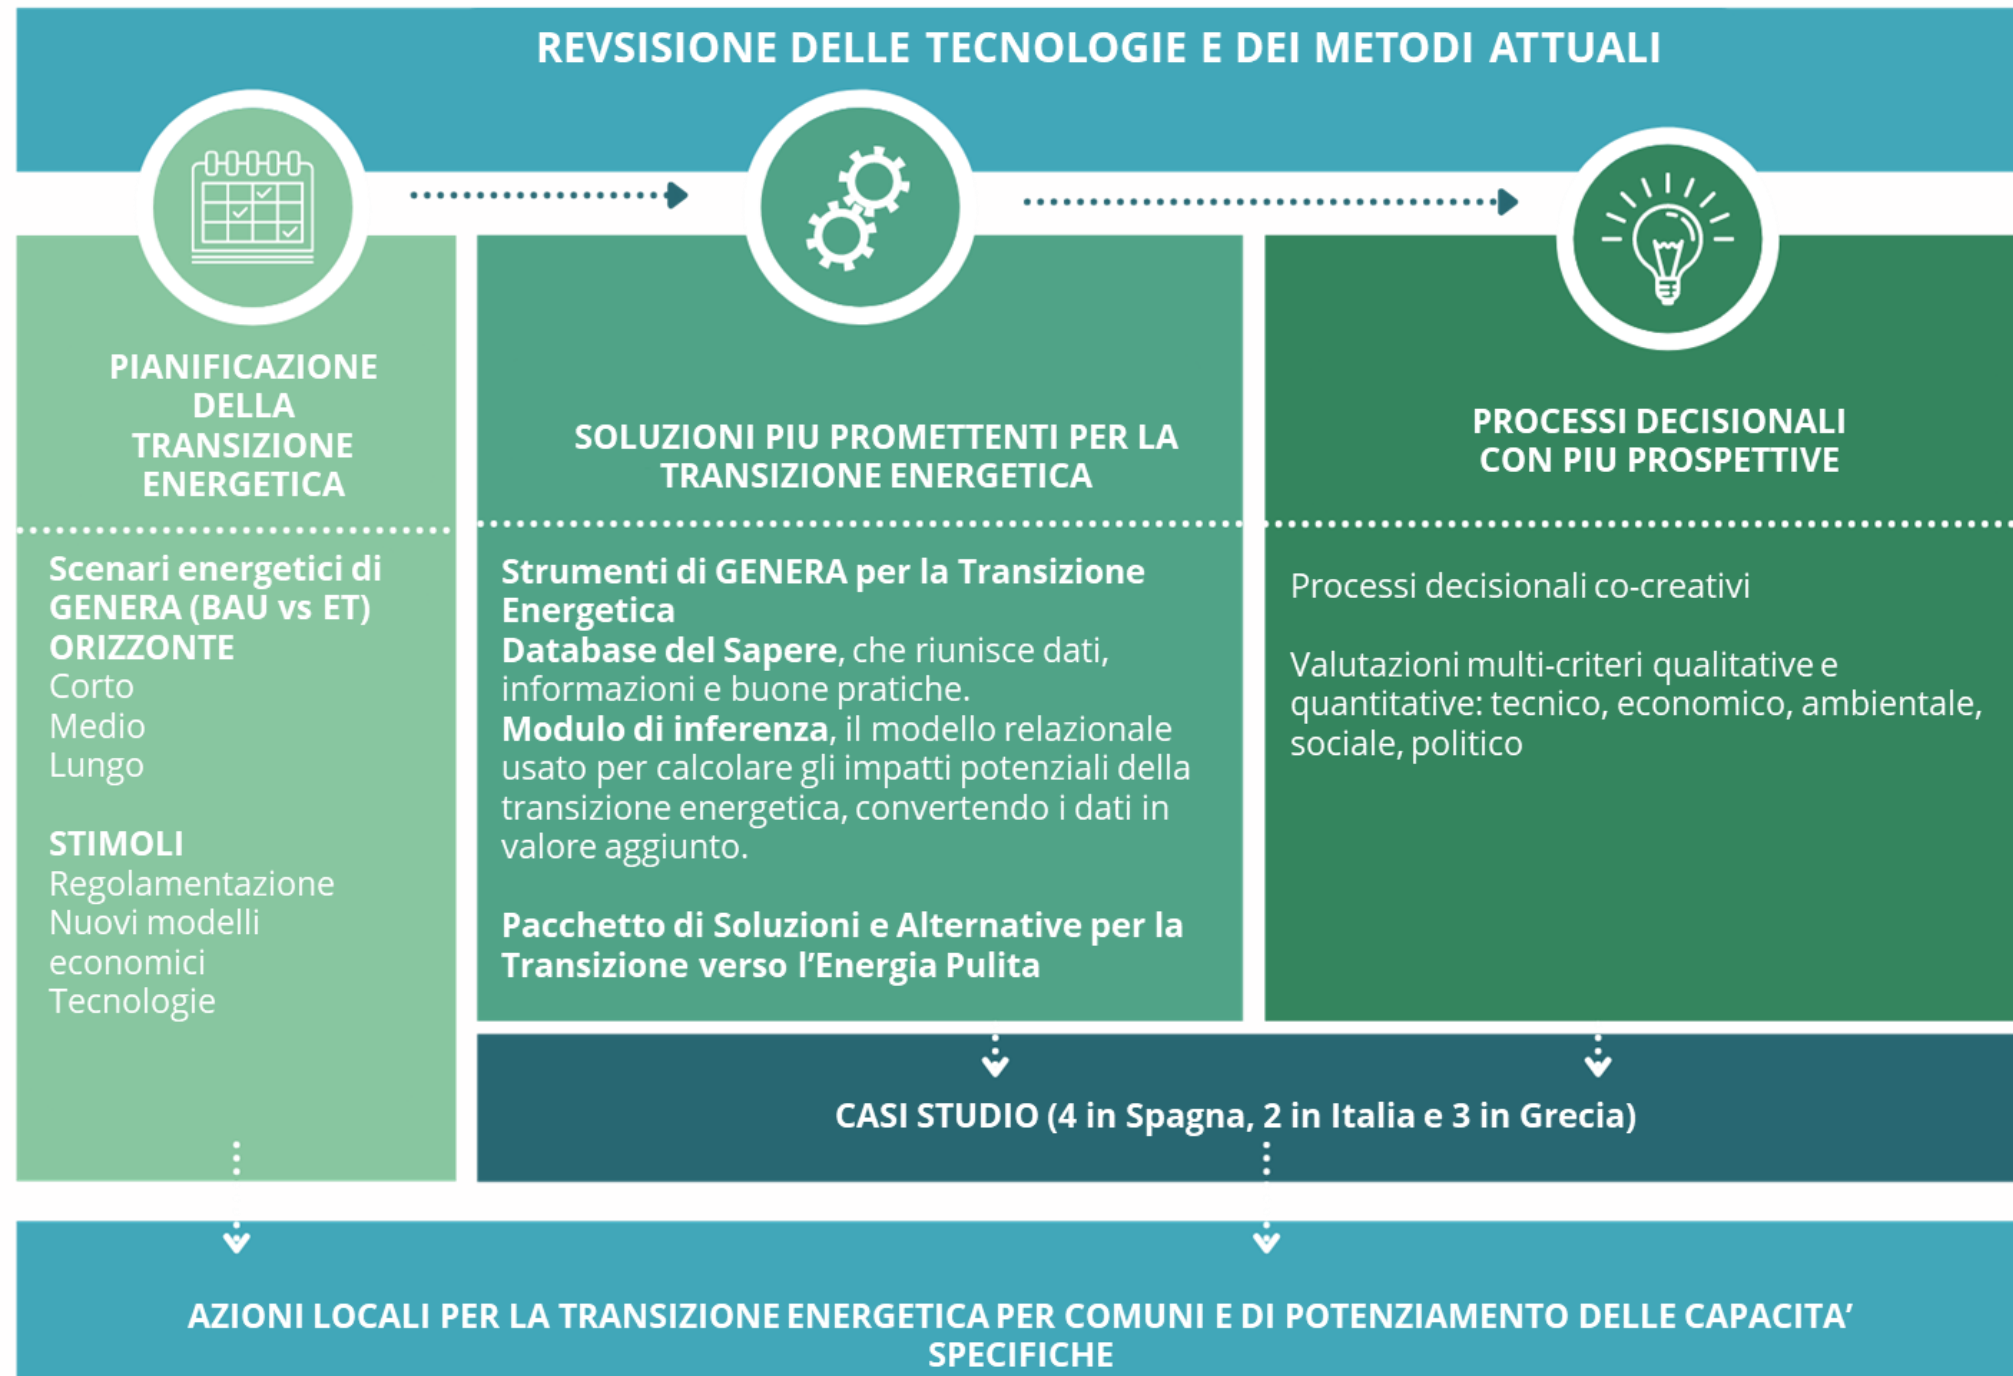 REVSISIONE DELLE TECNOLOGIE E DEI METODI ATTUALI
PIANIFICAZIONE
DELLA
TRANSIZIONE
ENERGETICA
Scenari energetici di
GENERA (BAU vs ET)
ORIZZONTE
Corto
Medio
Lungo
STIMOLI
Regolamentazione
Nuovi modelli
economici
Tecnologie
SOLUZIONI PIU PROMETTENTI PER LA
TRANSIZIONE ENERGETICA
Strumenti di GENERA per la Transizione
Energetica
Database del Sapere, che riunisce dati,
informazioni e buone pratiche.
Modulo di inferenza, il modello relazionale
usato per calcolare gli impatti potenziali della
transizione energetica, convertendo i dati in
valore aggiunto.
Pacchetto di Soluzioni e Alternative per la
Transizione verso l’Energia Pulita
PROCESSI DECISIONALI
CON PIU PROSPETTIVE
Processi decisionali co-creativi
Valutazioni multi-criteri qualitative e
quantitative: tecnico, economico, ambientale,
sociale, politico
CASI STUDIO (4 in Spagna, 2 in Italia e 3 in Grecia)
AZIONI LOCALI PER LA TRANSIZIONE ENERGETICA PER COMUNI E DI POTENZIAMENTO DELLE CAPACITA’
SPECIFICHE